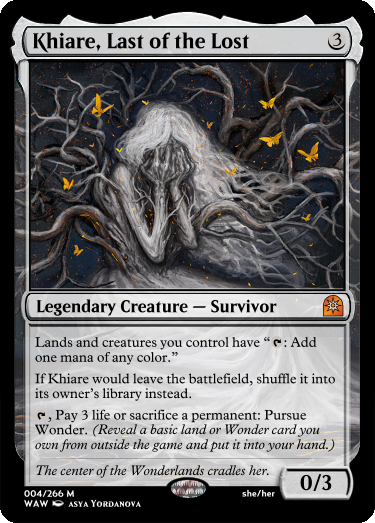 Khiare, Last of the Lost 3
Legendary Creature — Survivor
Lands and creatures you control have “: Add
one mana of any color.”
If Khiare would leave the battlefield, shuffle it into
its owner’s library instead.
, Pay 3 life or sacrifice a permanent: Pursue
Wonder. (Reveal a basic land or Wonder card you
own from outside the game and put it into your hand.)
The center of the Wonderlands cradles her.
0/3
004/266 M she/her
WAW Asya Yordanova